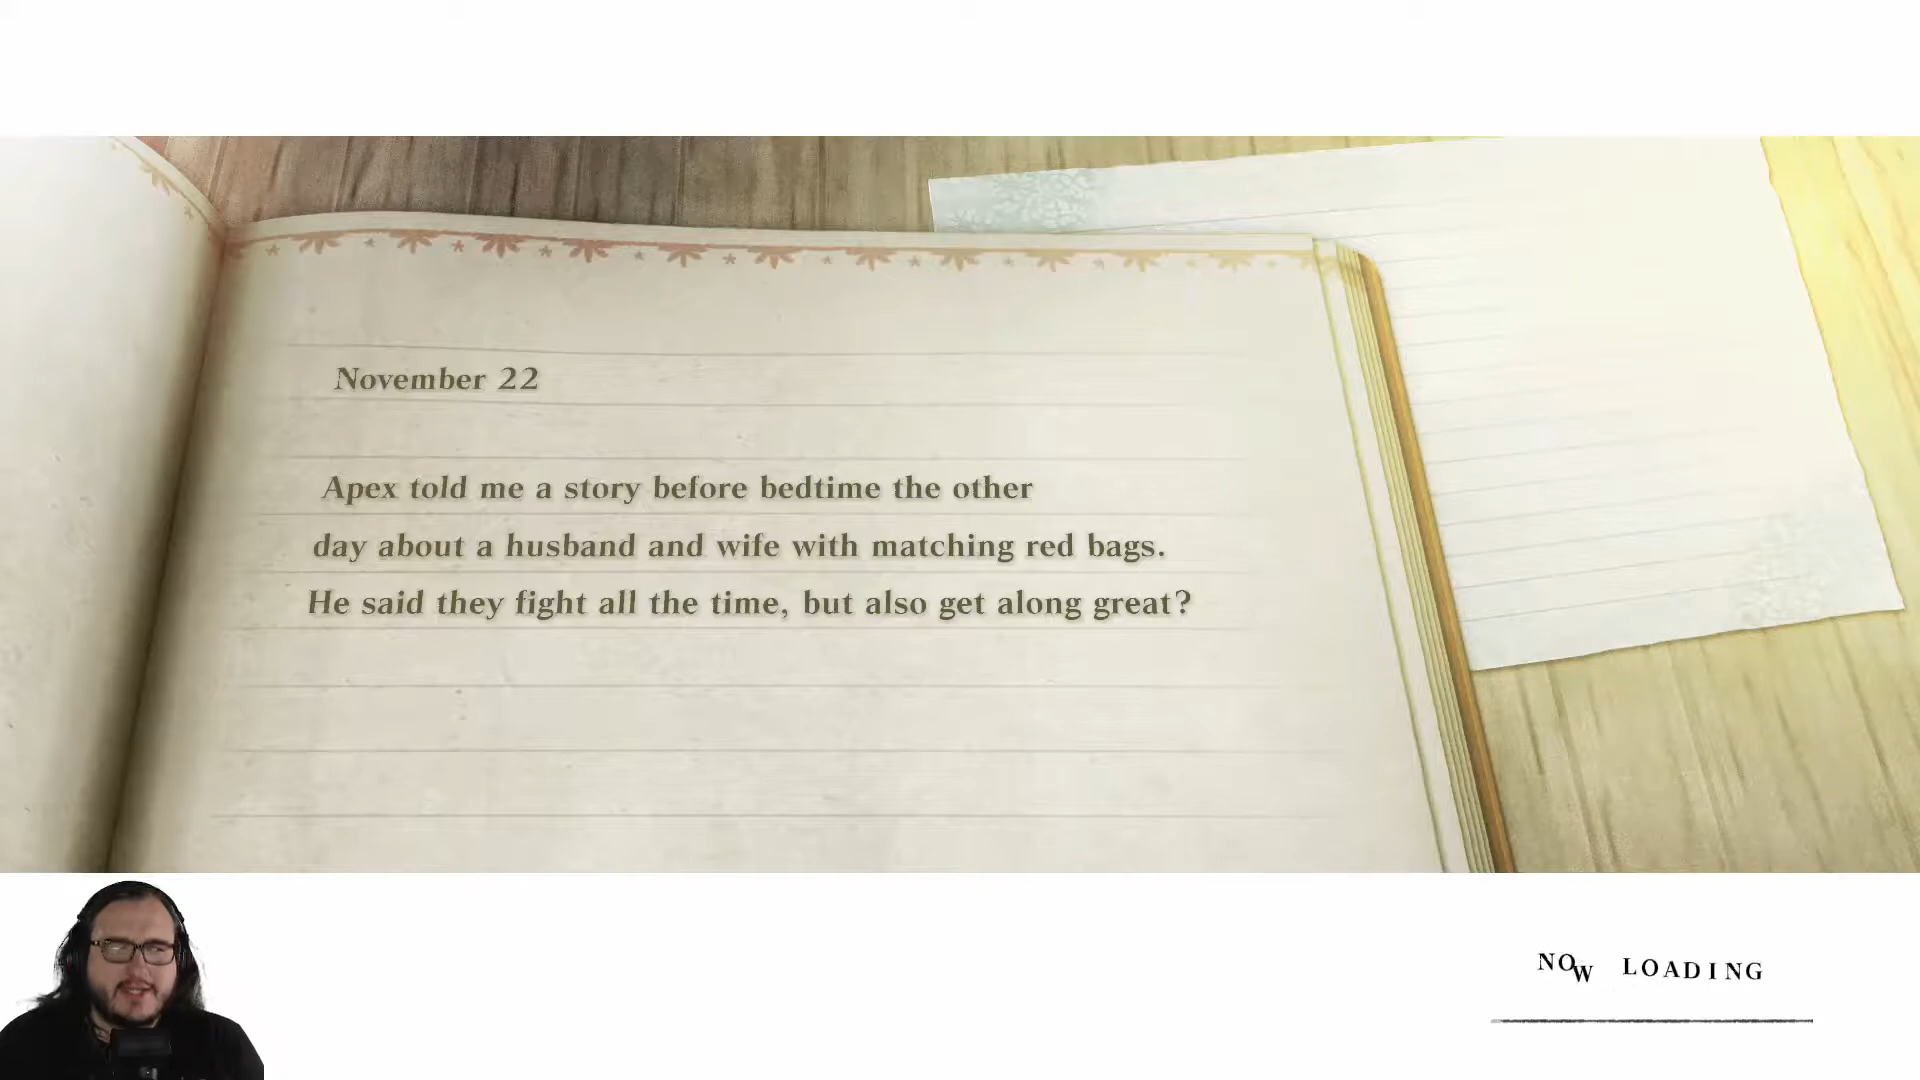 November 22
Apex told me a story before bedtime the other
day about a husband and wife with matching red bags.
He said they fight all the time, but also get along great?
NOW LOADING